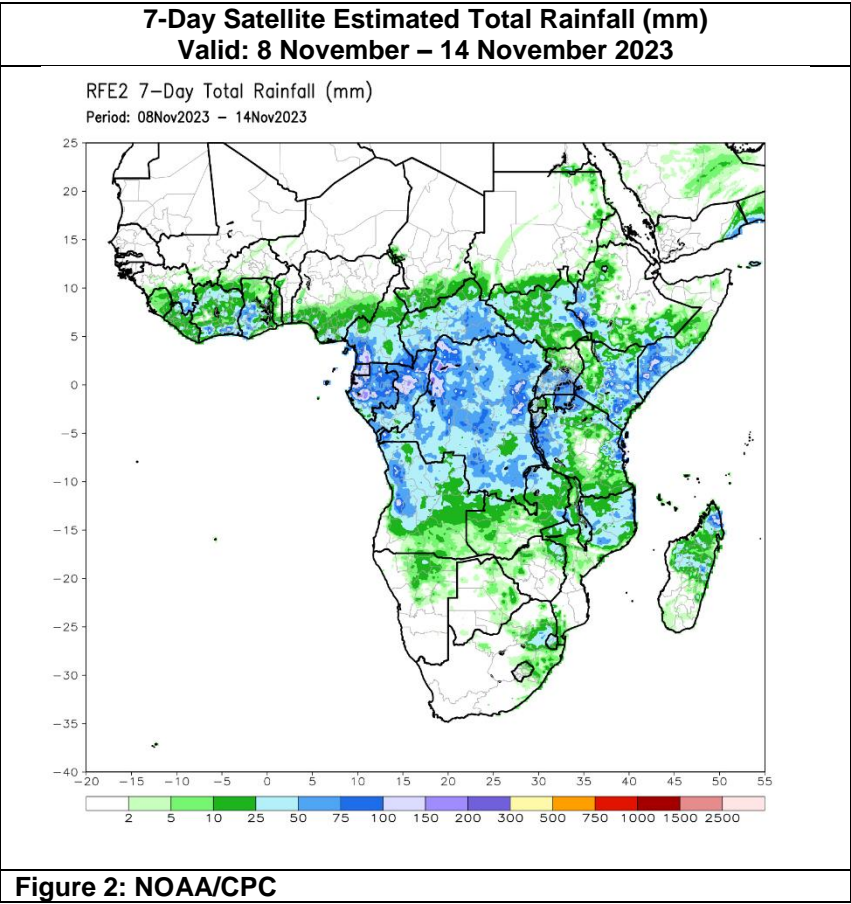 7-Day Satellite Estimated Total Rainfall (mm)
Valid: 8 November – 14 November 2023
RFE2 7-Day Total Rainfall (mm)
Period: 08Nov2023 - 14Nov2023
25
20
15
10
5
0
-5
-10
-15
-20
-25
-30
-35
-40
-20 -15 -10 -5 0 5 10 15 20 25 30 35 40 45 50 55
2 5 10 25 50 75 100 150 200 300 500 750 1000 1500 2500
Figure 2: NOAA/CPC